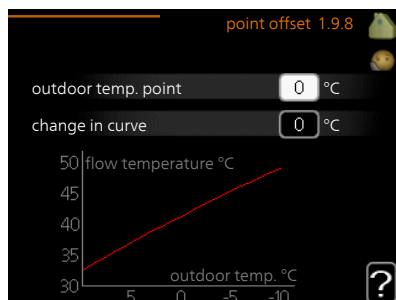 point offset 1.9.8
outdoor temp. point 0 °C
change in curve 0 °C
50 flow temperature °C
45
40
35
outdoor temp. °C
30
5 0 -5 -10
?